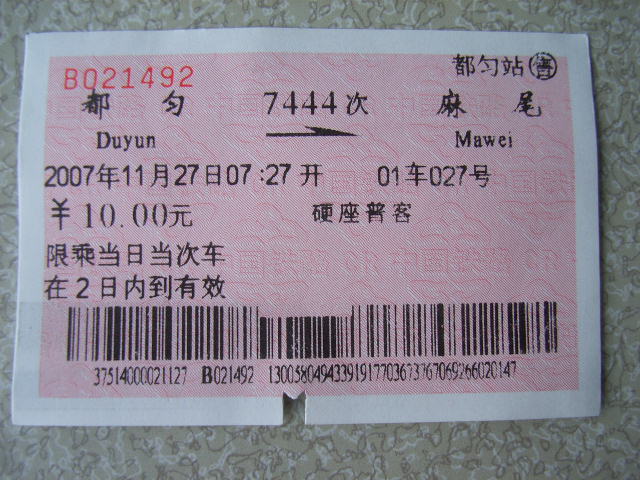 B021492
都匀站(售)
都匀 7444次 麻尾
Duyun Mawei
2007年11月27日07:27开 01车027号
¥10.00元 硬座普客
限乘当日当次车
在2日内到有效
37514000021127 B021492